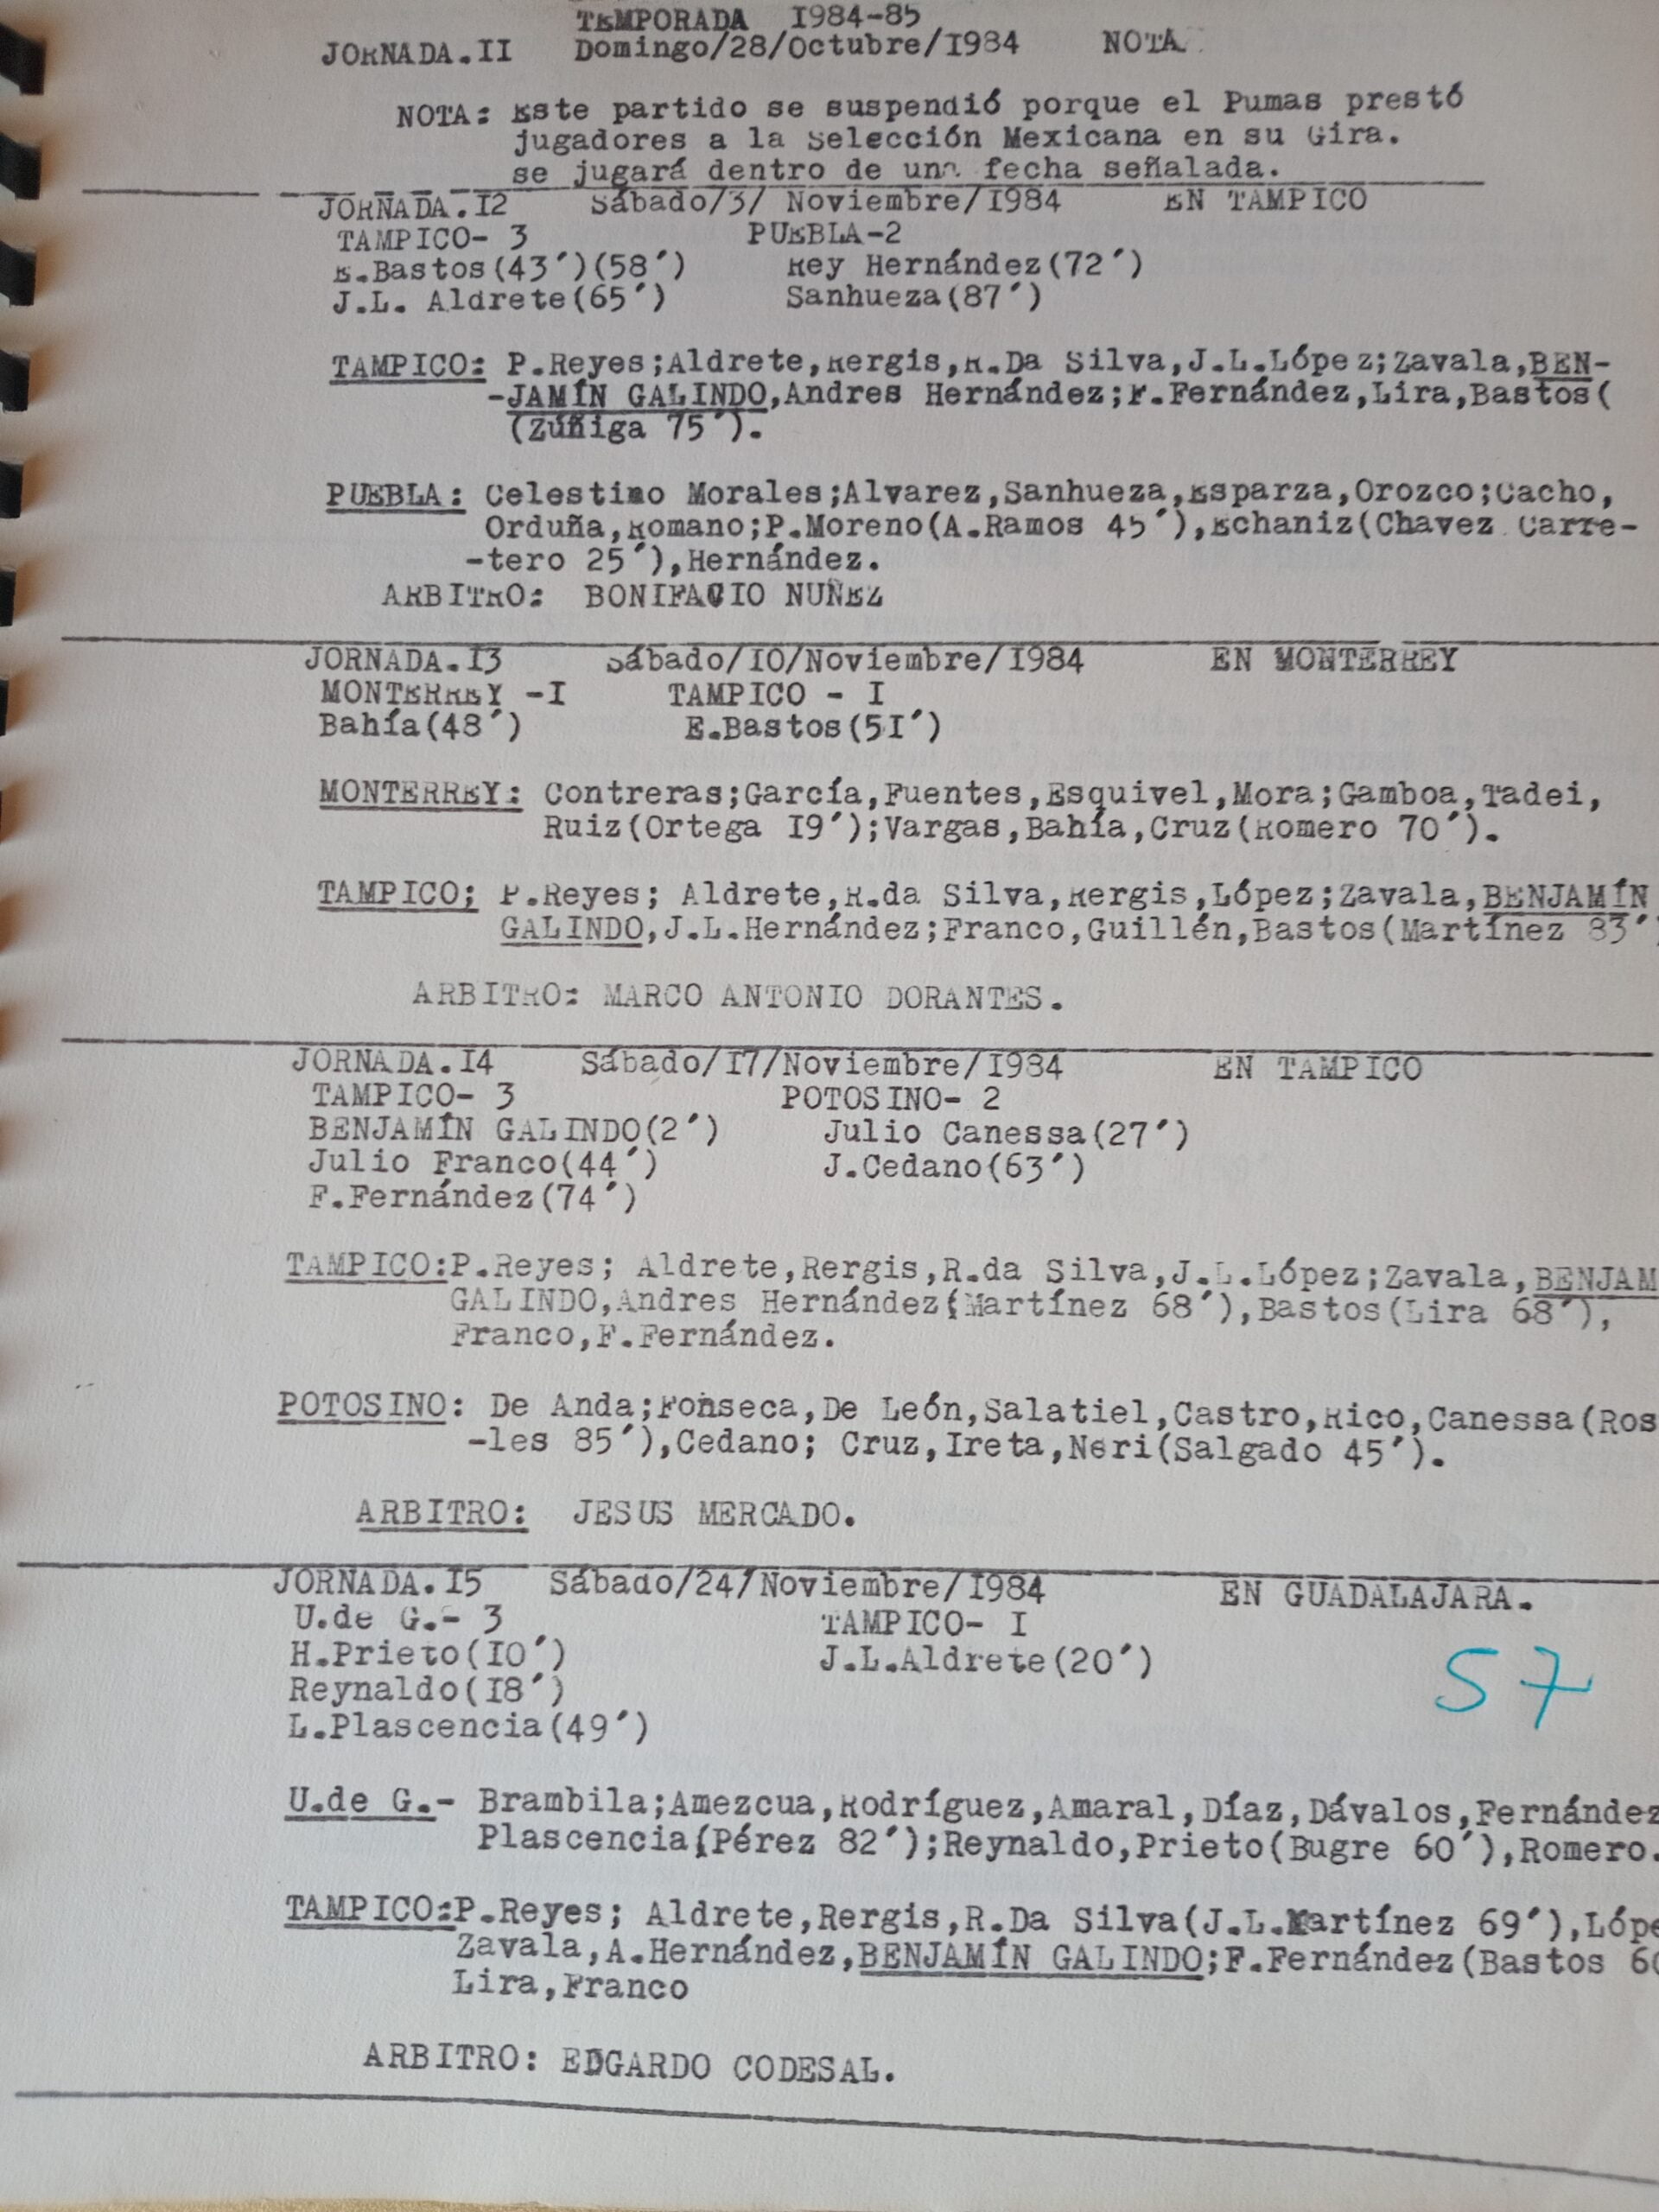 TEMPORADA I984-85
JORNADA.II Domingo/28/Octubre/I984 NOTA
NOTA: Este partido se suspendió porque el Pumas prestó
jugadores a la Selección Mexicana en su Gira.
se jugará dentro de una fecha señalada.
JORNADA.I2 Sábado/3/ Noviembre/I984 EN TAMPICO
TAMPICO- 3 PUEBLA-2
E.Bastos(43´)(58´) Rey Hernández(72´)
J.L. Aldrete(65´) Sanhueza(87´)
TAMPICO: P.Reyes;Aldrete,Rergis,R.Da Silva,J.L.López;Zavala,BEN-
-JAMÍN GALINDO,Andres Hernández;F.Fernández,Lira,Bastos(
(Zúñiga 75´).
PUEBLA: Celestino Morales;Alvarez,Sanhueza,Esparza,Orozco;Cacho,
Orduña,Romano;P.Moreno(A.Ramos 45´),Echaniz(Chavez Carre-
-tero 25´),Hernández.
ARBITRO: BONIFACIO NUÑEZ
JORNADA.I3 Sábado/IO/Noviembre/I984 EN MONTERREY
MONTERREY -I TAMPICO - I
Bahía(48´) E.Bastos(5I´)
MONTERREY: Contreras;García,Fuentes,Esquivel,Mora;Gamboa,Tadei,
Ruiz(Ortega I9´);Vargas,Bahía,Cruz(Romero 70´).
TAMPICO; P.Reyes; Aldrete,R.da Silva,Rergis,López;Zavala,BENJAMÍN
GALINDO,J.L.Hernández;Franco,Guillén,Bastos(Martínez 83´)
ARBITRO: MARCO ANTONIO DORANTES.
JORNADA.I4 Sábado/I7/Noviembre/I984 EN TAMPICO
TAMPICO- 3 POTOSINO- 2
BENJAMÍN GALINDO(2´) Julio Canessa(27´)
Julio Franco(44´) J.Cedano(63´)
F.Fernández(74´)
TAMPICO:P.Reyes; Aldrete,Rergis,R.da Silva,J.L.López;Zavala,BENJAM
GALINDO,Andres Hernández(Martínez 68´),Bastos(Lira 68´),
Franco,F.Fernández.
POTOSINO: De Anda;Fonseca,De León,Salatiel,Castro,Rico,Canessa(Ros
-les 85´),Cedano; Cruz,Ireta,Neri(Salgado 45´).
ARBITRO: JESUS MERCADO.
JORNADA.I5 Sábado/24/Noviembre/I984 EN GUADALAJARA.
U.de G.- 3 TAMPICO- I
H.Prieto(IO´) J.L.Aldrete(20´)
Reynaldo(I8´)
L.Plascencia(49´)
57
U.de G.- Brambila;Amezcua,Rodríguez,Amaral,Díaz,Dávalos,Fernández
Plascencia(Pérez 82´);Reynaldo,Prieto(Bugre 60´),Romero.
TAMPICO:P.Reyes; Aldrete,Rergis,R.Da Silva(J.L.Martínez 69´),Lópe
Zavala,A.Hernández,BENJAMÍN GALINDO;F.Fernández(Bastos 60
Lira,Franco
ARBITRO: EDGARDO CODESAL.